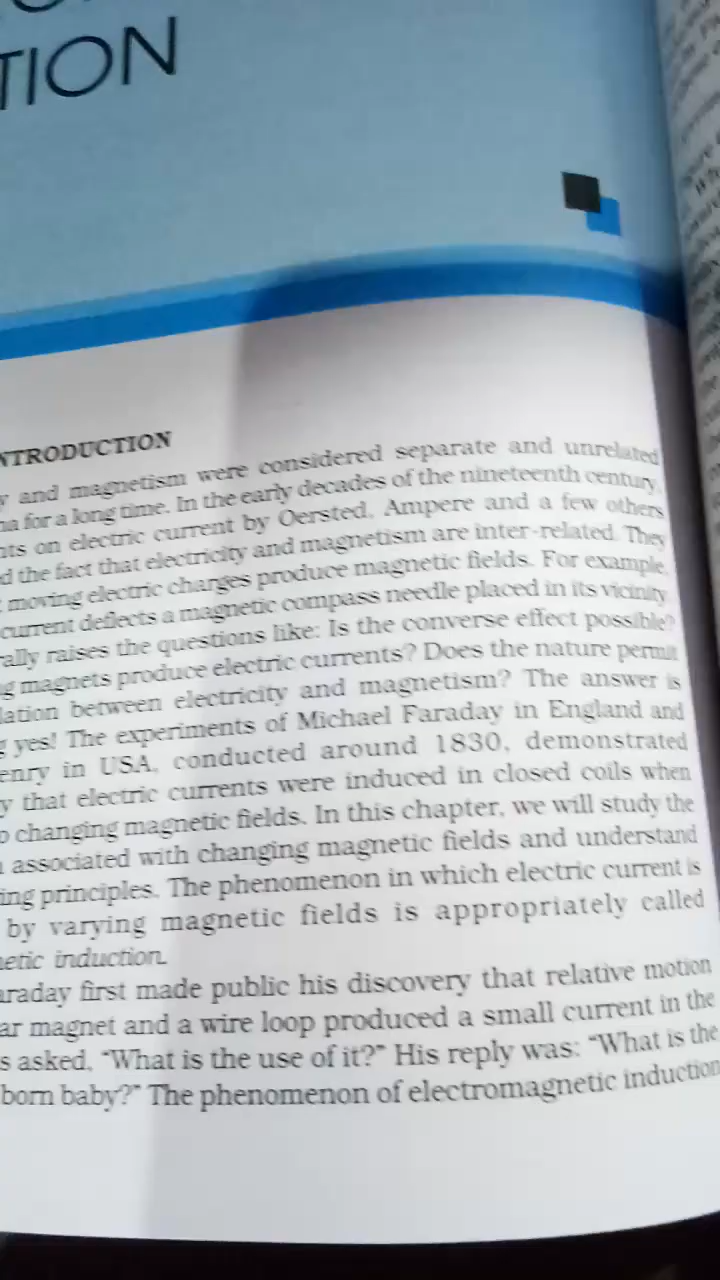 TION
NTRODUCTION
y and magnetism were considered separate and unrelated
na for a long time. In the early decades of the nineteenth century,
nts on electric current by Oersted, Ampere and a few others
d the fact that electricity and magnetism are inter-related. They
moving electric charges produce magnetic fields. For example,
current deflects a magnetic compass needle placed in its vicinity.
ally raises the questions like: Is the converse effect possible?
g magnets produce electric currents? Does the nature permit
lation between electricity and magnetism? The answer is
g yes! The experiments of Michael Faraday in England and
enry in USA, conducted around 1830, demonstrated
y that electric currents were induced in closed coils when
o changing magnetic fields. In this chapter, we will study the
associated with changing magnetic fields and understand
ing principles. The phenomenon in which electric current is
by varying magnetic fields is appropriately called
netic induction.
araday first made public his discovery that relative motion
ar magnet and a wire loop produced a small current in the
s asked, “What is the use of it?” His reply was: “What is the
born baby?” The phenomenon of electromagnetic induction